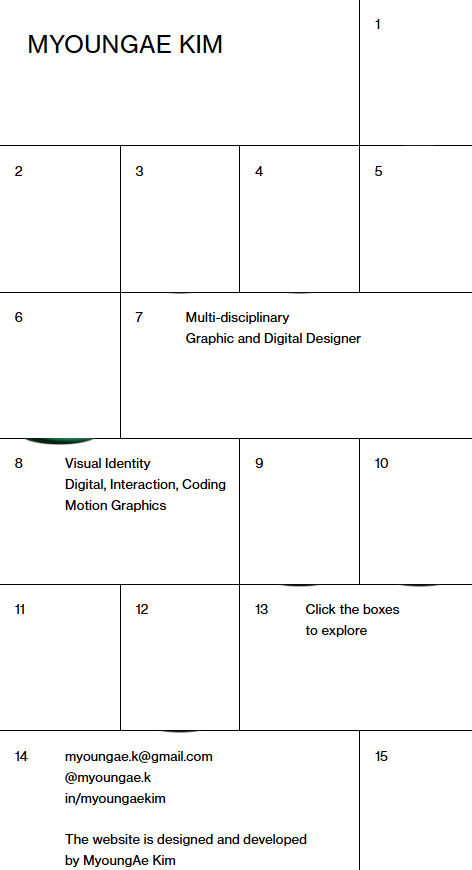 MYOUNGAE KIM
1
2
3
4
5
6
7
Multi-disciplinary
Graphic and Digital Designer
8
Visual Identity
Digital, Interaction, Coding
Motion Graphics
9
10
11
12
13
Click the boxes
to explore
14
myoungae.k@gmail.com
@myoungae.k
in/myoungaekim
The website is designed and developed
by MyoungAe Kim
15